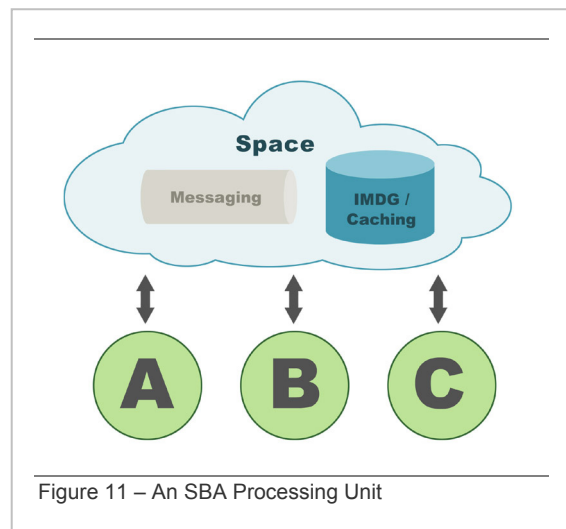 Space
Messaging
IMDG /
Caching
A
B
C
Figure 11 – An SBA Processing Unit